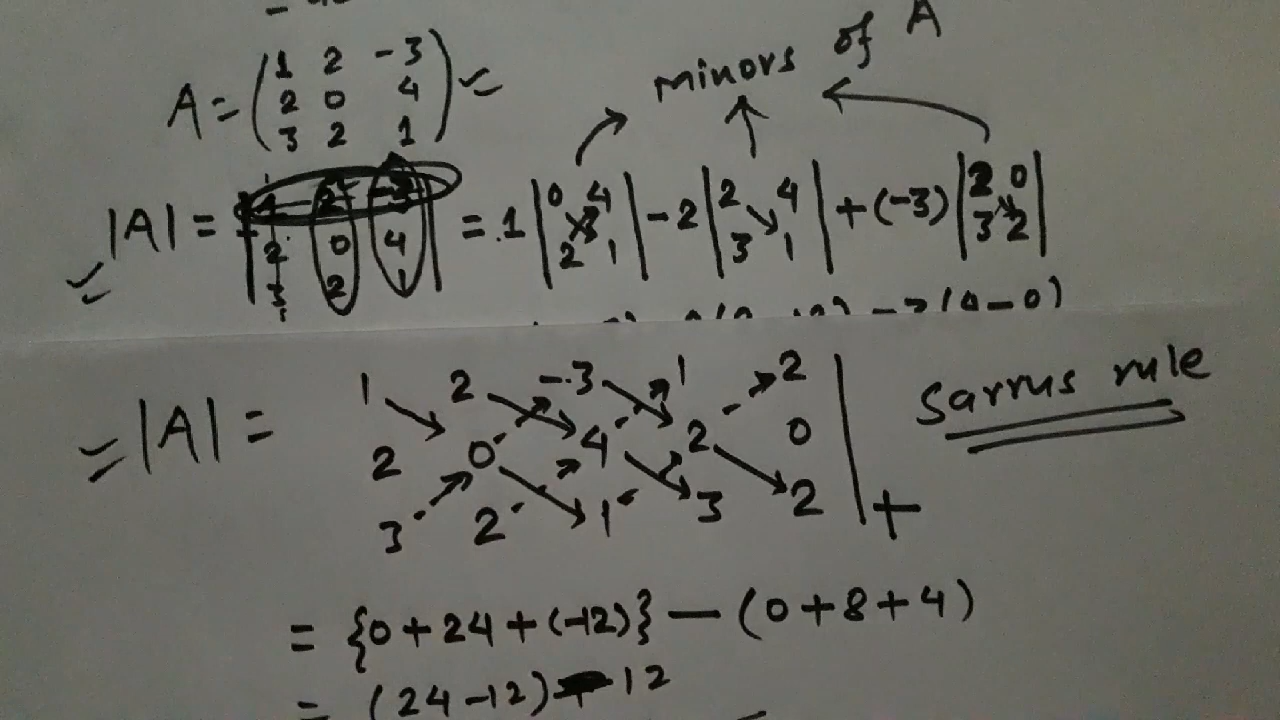 A = (1 2 -3
2 0 4
3 2 1)
minors of A
|A| = |1 2 -3
2 0 4
3 2 1| = 1 |0 4
2 1| - 2 |2 4
3 1| + (-3) |2 0
3 2|
|A| = 1 2 -3 1 2
2 0 4 2 0
3 2 1 3 2 | +
Sarrus rule
= {0+24+(-12)} - (0+8+4)
= (24-12) - 12